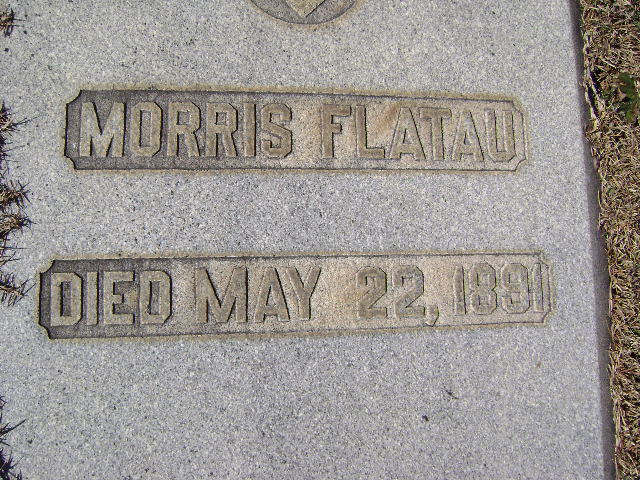 MORRIS FLATAU
DIED MAY 22, 1891